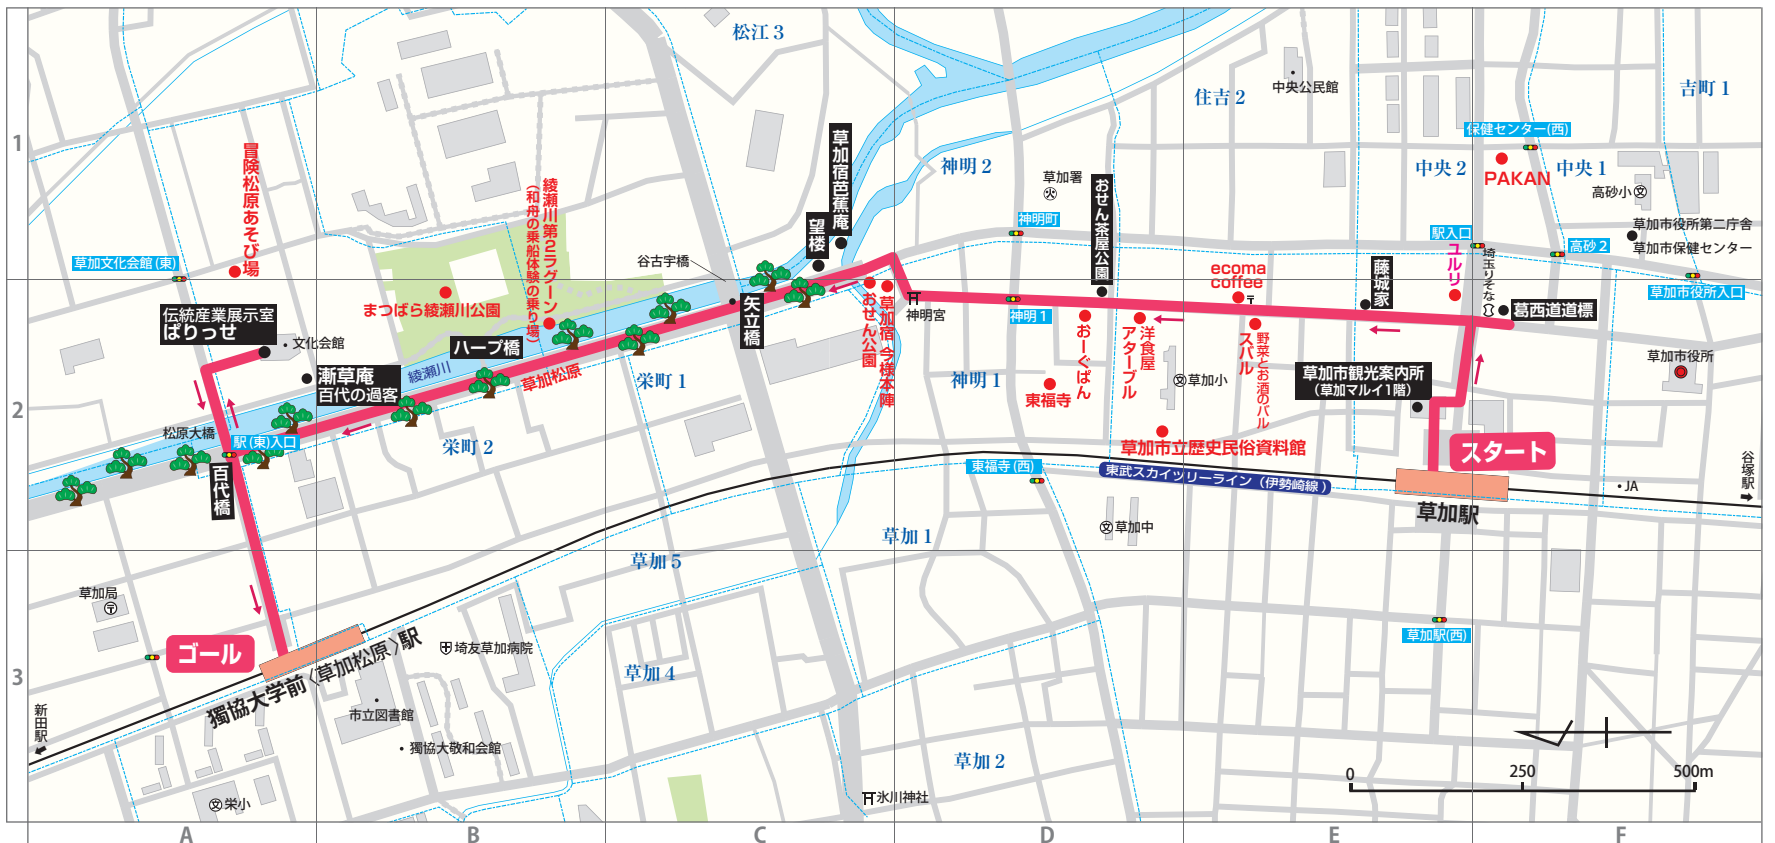 松江3
中央公民館
住吉2
吉町1
1
保健センター(西)
PAKAN
中央2
中央1
高砂小
文
草加市役所第二庁舎
草加市保健センター
高砂2
草加市役所入口
駅入口
ユルリ
埼玉りそな
葛西道道標
藤城家
神明2
草加署
火
神明町
おせん茶屋公園
ecoma
coffee
〒
草加宿芭蕉庵
望楼
谷古宇橋
矢立橋
冒険松原あそび場
草加文化会館(東)
綾瀬川第2ラグーン
(和舟の乗船体験の乗り場)
まつばら綾瀬川公園
伝統産業展示室
ぱりっせ
文化会館
漸草庵
百代の過客
ハープ橋
綾瀬川
草加松原
おせん公園
草加宿 今様本陣
神明宮
神明1
神明1
東福寺
おーぐぱん
洋食屋
アターブル
野菜とお酒のバル
スバル
文
草加小
草加市立歴史民俗資料館
草加市観光案内所
(草加マルイ1階)
草加市役所
スタート
2
栄町1
栄町2
松原大橋
駅(東)入口
百代橋
東福寺(西)
東武スカイツリーライン(伊勢崎線)
草加駅
JA
谷塚駅
文
草加中
草加1
草加5
草加局
〒
ゴール
獨協大学前〈草加松原〉駅
埼友草加病院
草加4
草加駅(西)
3
新田駅
市立図書館
獨協大敬和会館
文
栄小
草加2
氷川神社
0
250
500m
A
B
C
D
E
F